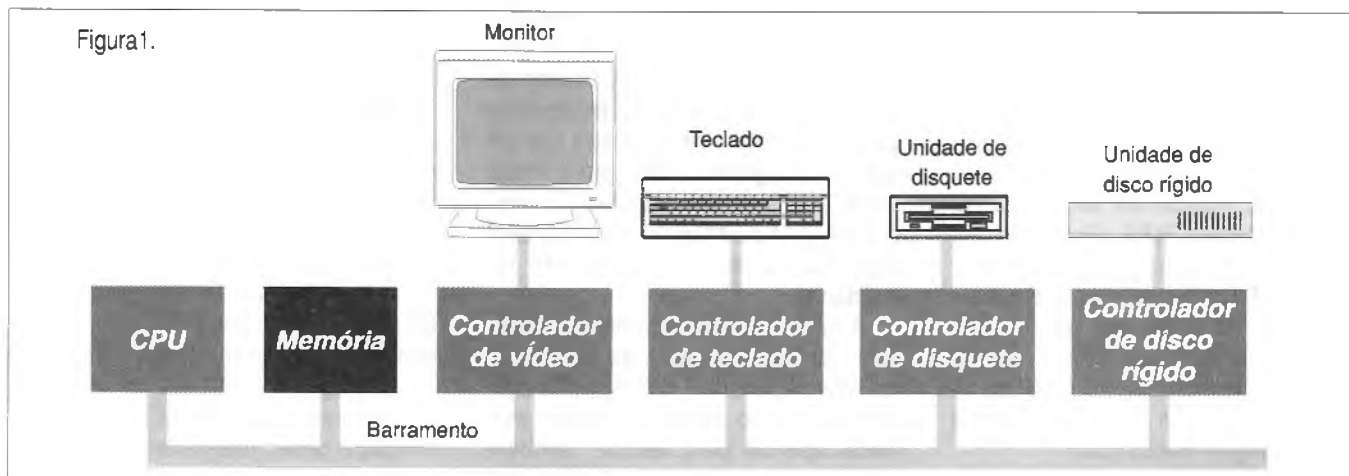 Figura1.
Monitor
Teclado
Unidade de
disquete
Unidade de
disco rígido
CPU
Memória
Controlador
de vídeo
Controlador
de teclado
Controlador
de disquete
Controlador
de disco
rígido
Barramento